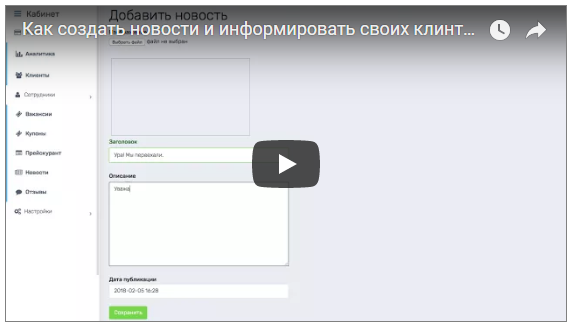 Кабинет
Добавить новость
Как создать новости и информировать своих клинт...
Выбрать файл Файл не выбран
Аналитика
Клиенты
Сотрудники
Вакансии
Купоны
Прейскурант
Новости
Отзывы
Настройки
Заголовок
Ура! Мы переехали.
Описание
Уважа
Дата публикации
2018-02-05 16:28
Сохранить